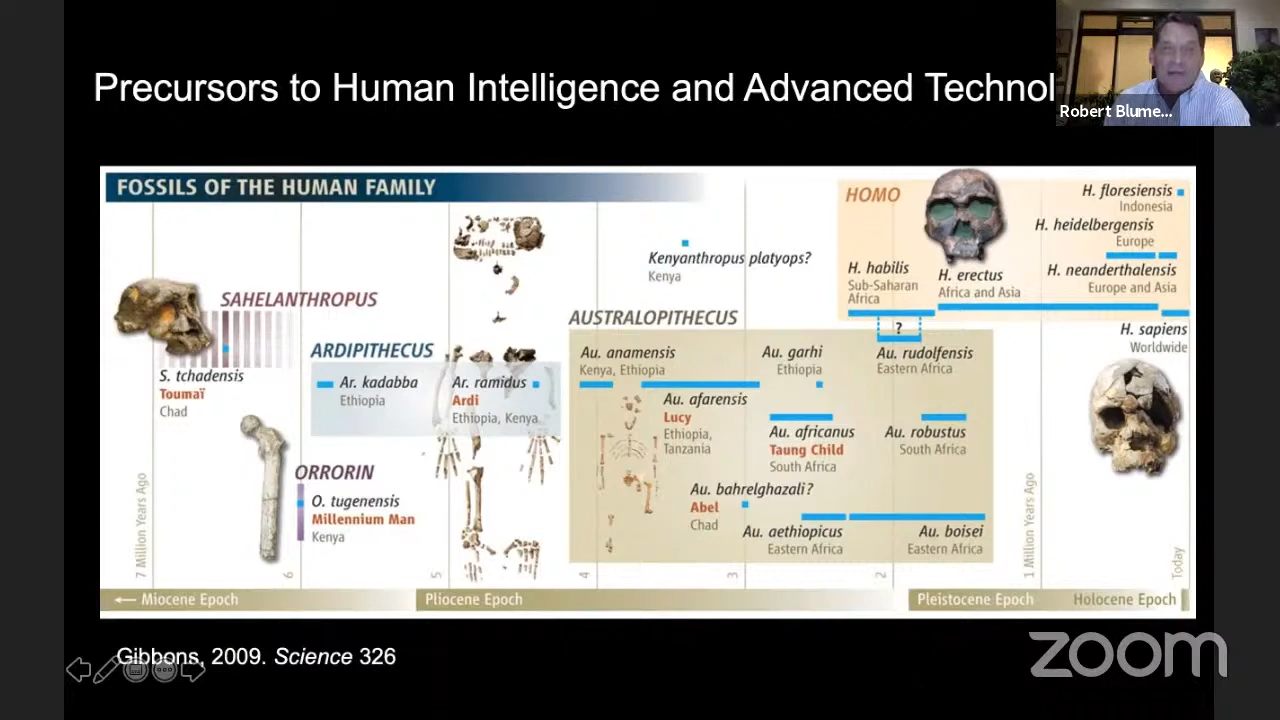 Precursors to Human Intelligence and Advanced Technol
Robert Blume...
FOSSILS OF THE HUMAN FAMILY
HOMO
H. floresiensis
Indonesia
H. heidelbergensis
Europe
Kenyanthropus platyops?
Kenya
H. habilis
Sub-Saharan
Africa
H. erectus
Africa and Asia
H. neanderthalensis
Europe and Asia
SAHELANTHROPUS
AUSTRALOPITHECUS
?
H. sapiens
Worldwide
ARDIPITHECUS
Au. anamensis
Kenya, Ethiopia
Au. garhi
Ethiopia
Au. rudolfensis
Eastern Africa
S. tchadensis
Toumaï
Chad
Ar. kadabba
Ethiopia
Ar. ramidus
Ardi
Ethiopia, Kenya
Au. afarensis
Lucy
Ethiopia,
Tanzania
Au. africanus
Taung Child
South Africa
Au. robustus
South Africa
ORRORIN
O. tugenensis
Millennium Man
Kenya
Au. bahrelghazali?
Abel
Chad
Au. aethiopicus
Eastern Africa
Au. boisei
Eastern Africa
7 Million Years Ago
6
5
4
3
2
1 Million Years Ago
Today
Miocene Epoch
Pliocene Epoch
Pleistocene Epoch
Holocene Epoch
Gibbons, 2009. Science 326
zoom